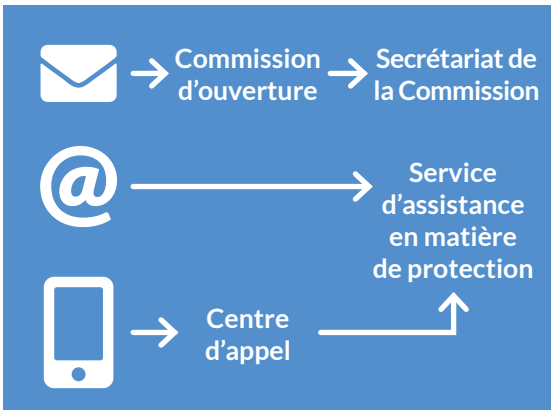 Commission
d’ouverture
Secrétariat de
la Commission
@
Service
d’assistance
en matière
de protection
Centre
d’appel